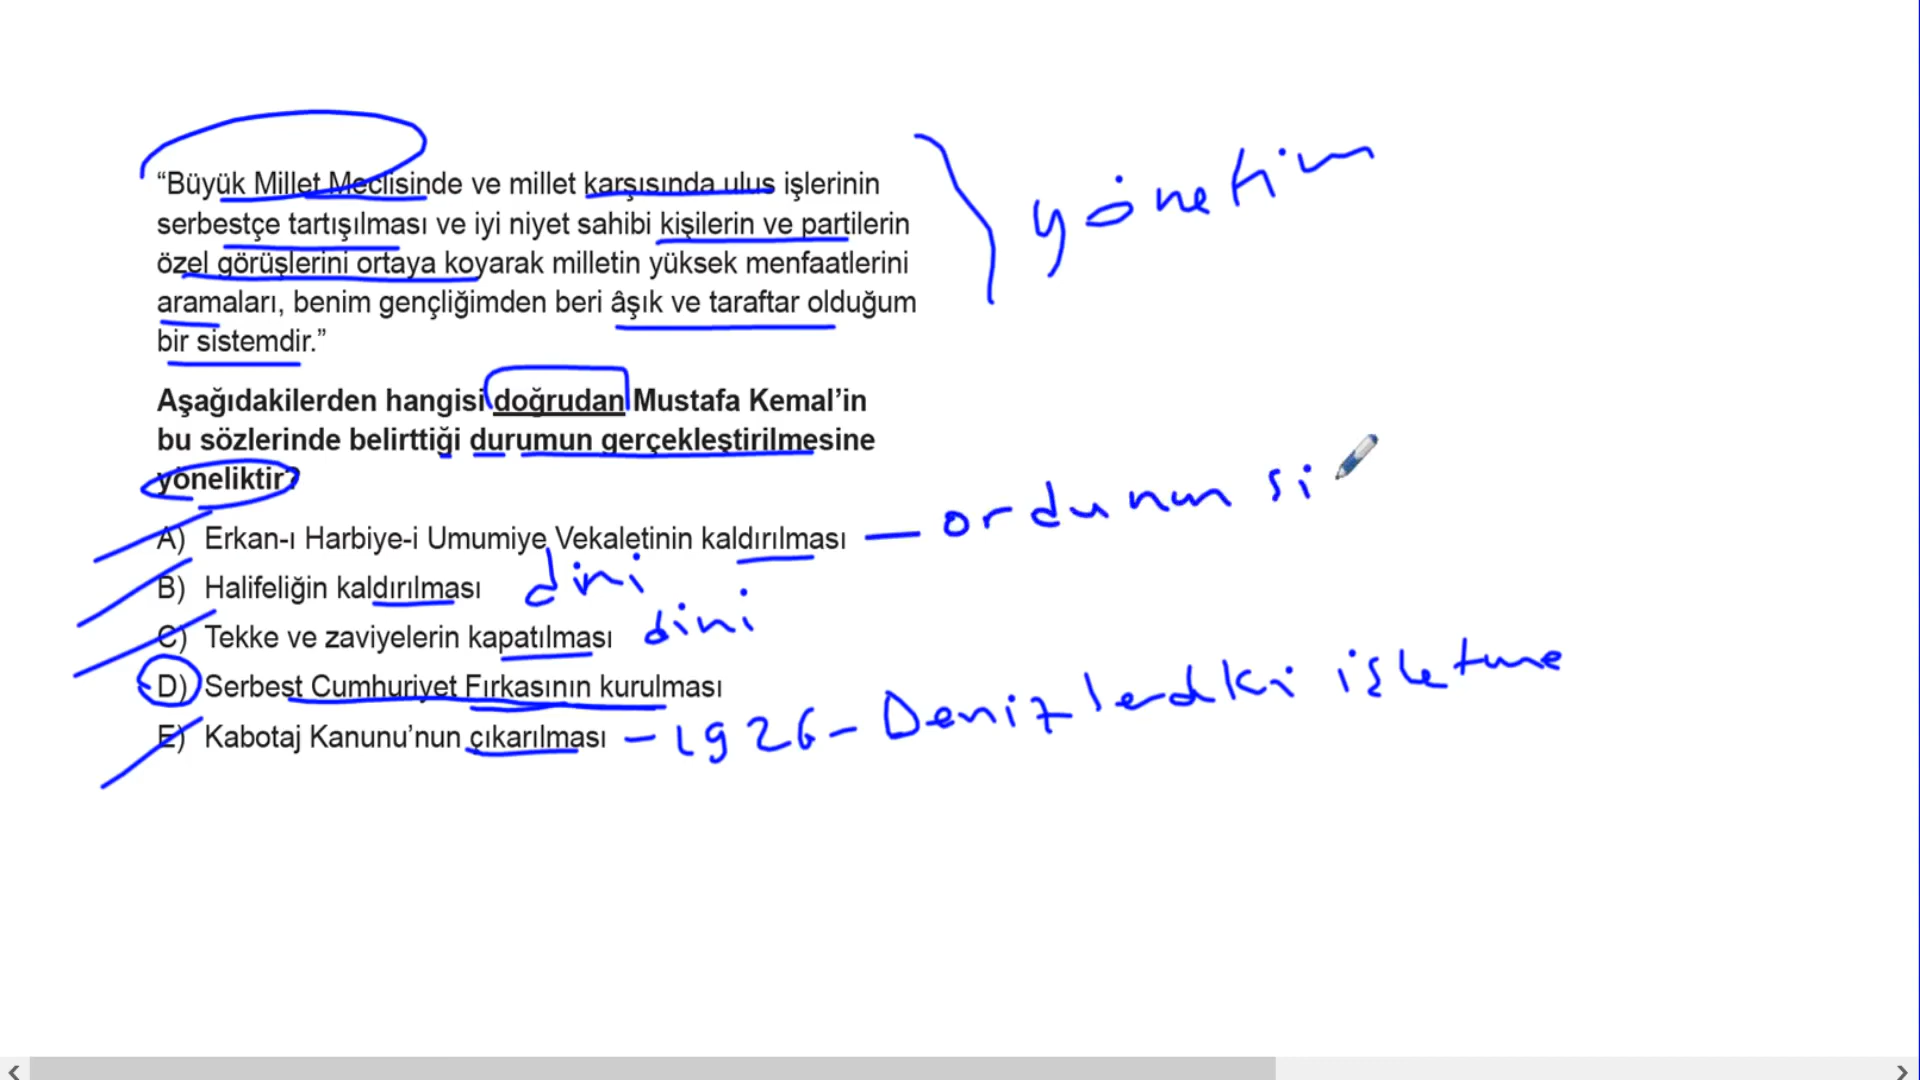 “Büyük Millet Meclisinde ve millet karşısında ulus işlerinin
serbestçe tartışılması ve iyi niyet sahibi kişilerin ve partilerin
özel görüşlerini ortaya koyarak milletin yüksek menfaatlerini
aramaları, benim gençliğimden beri âşık ve taraftar olduğum
bir sistemdir.”
yönetim
Aşağıdakilerden hangisi doğrudan Mustafa Kemal’in
bu sözlerinde belirttiği durumun gerçekleştirilmesine
yöneliktir?
A) Erkan-ı Harbiye-i Umumiye Vekaletinin kaldırılması — ordunun si
B) Halifeliğin kaldırılması dini
C) Tekke ve zaviyelerin kapatılması dini
D) Serbest Cumhuriyet Fırkasının kurulması
E) Kabotaj Kanunu’nun çıkarılması – 1926 – Denizlerdki işletme